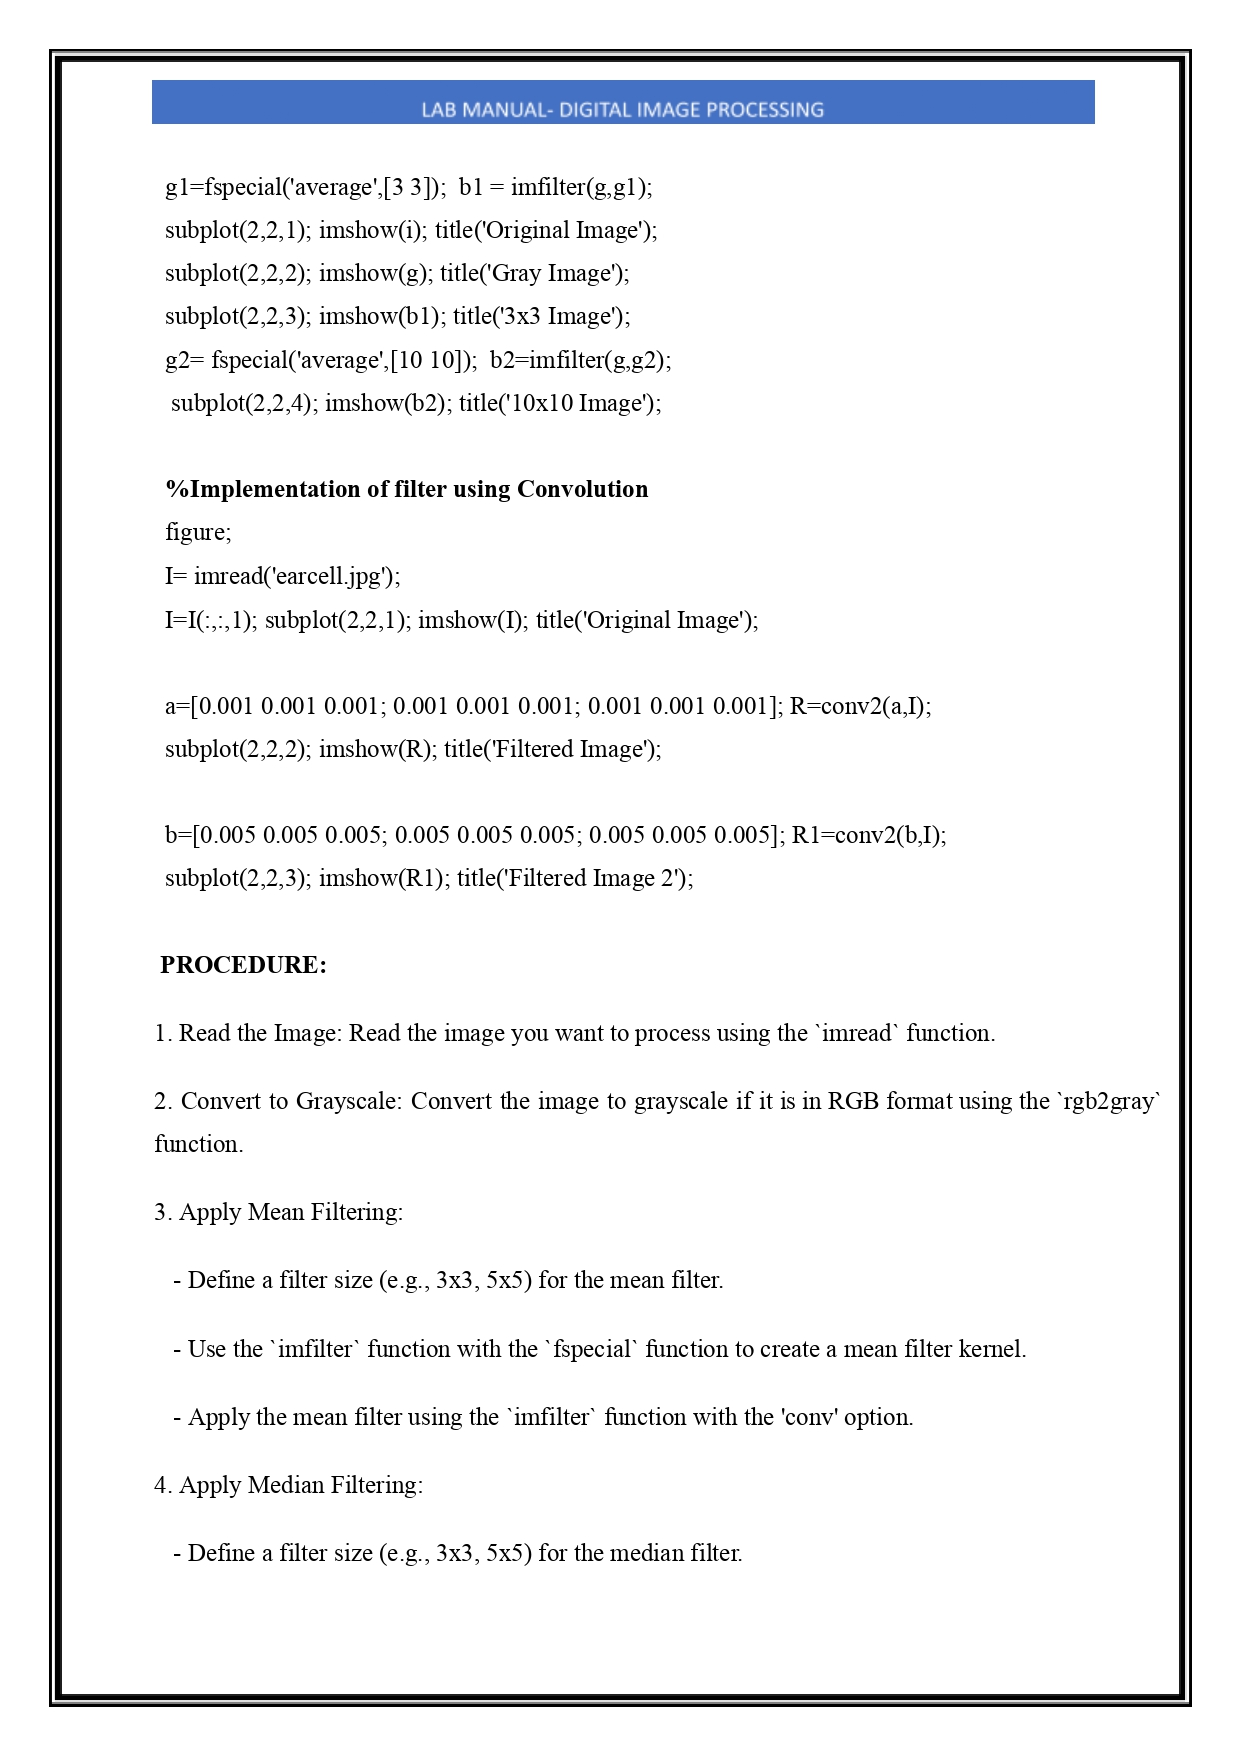 LAB MANUAL- DIGITAL IMAGE PROCESSING
g1=fspecial('average',[3 3]);  b1 = imfilter(g,g1);
subplot(2,2,1); imshow(i); title('Original Image');
subplot(2,2,2); imshow(g); title('Gray Image');
subplot(2,2,3); imshow(b1); title('3x3 Image');
g2= fspecial('average',[10 10]);  b2=imfilter(g,g2);
subplot(2,2,4); imshow(b2); title('10x10 Image');
%Implementation of filter using Convolution
figure;
I= imread('earcell.jpg');
I=I(:,:,1); subplot(2,2,1); imshow(I); title('Original Image');
a=[0.001 0.001 0.001; 0.001 0.001 0.001; 0.001 0.001 0.001]; R=conv2(a,I);
subplot(2,2,2); imshow(R); title('Filtered Image');
b=[0.005 0.005 0.005; 0.005 0.005 0.005; 0.005 0.005 0.005]; R1=conv2(b,I);
subplot(2,2,3); imshow(R1); title('Filtered Image 2');
PROCEDURE:
1. Read the Image: Read the image you want to process using the `imread` function.
2. Convert to Grayscale: Convert the image to grayscale if it is in RGB format using the `rgb2gray`
function.
3. Apply Mean Filtering:
- Define a filter size (e.g., 3x3, 5x5) for the mean filter.
- Use the `imfilter` function with the `fspecial` function to create a mean filter kernel.
- Apply the mean filter using the `imfilter` function with the 'conv' option.
4. Apply Median Filtering:
- Define a filter size (e.g., 3x3, 5x5) for the median filter.